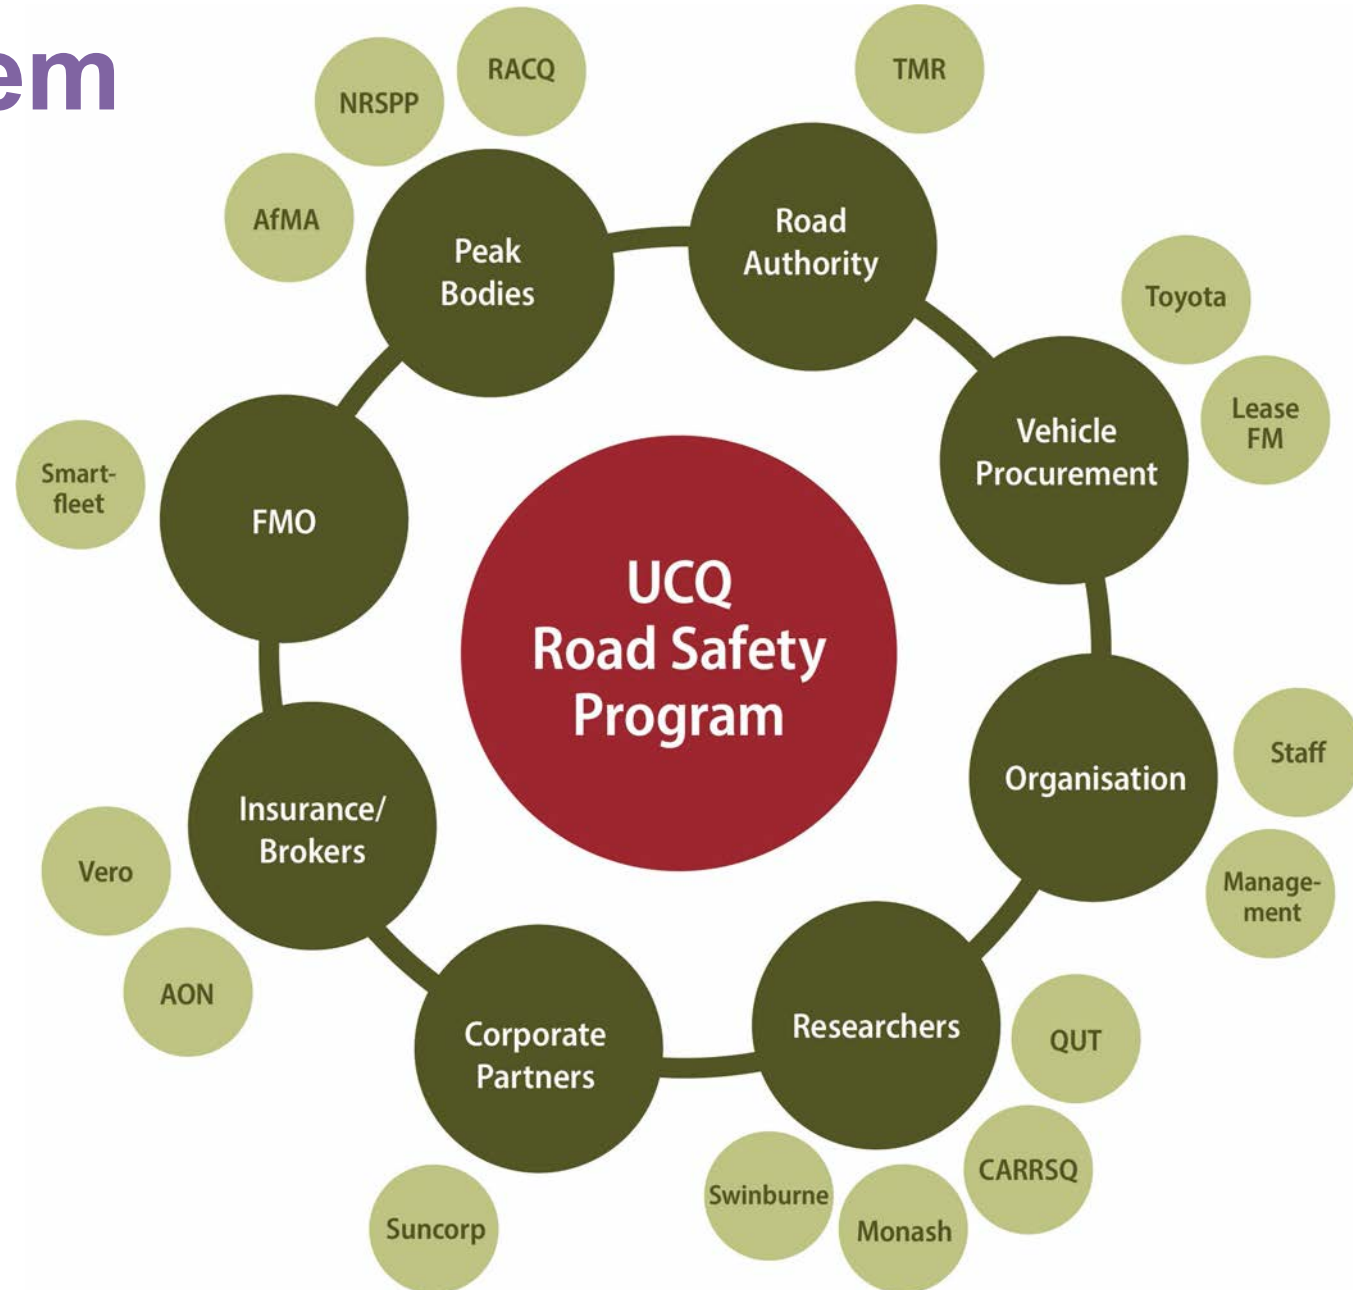 em
RACQ
TMR
NRSPP
AfMA
Peak
Bodies
Road
Authority
Toyota
Lease
FM
Vehicle
Procurement
Smart-
fleet
FMO
UCQ
Road Safety
Program
Staff
Organisation
Manage-
ment
Insurance/
Brokers
Vero
AON
Corporate
Partners
Researchers
QUT
CARRSQ
Swinburne
Monash
Suncorp